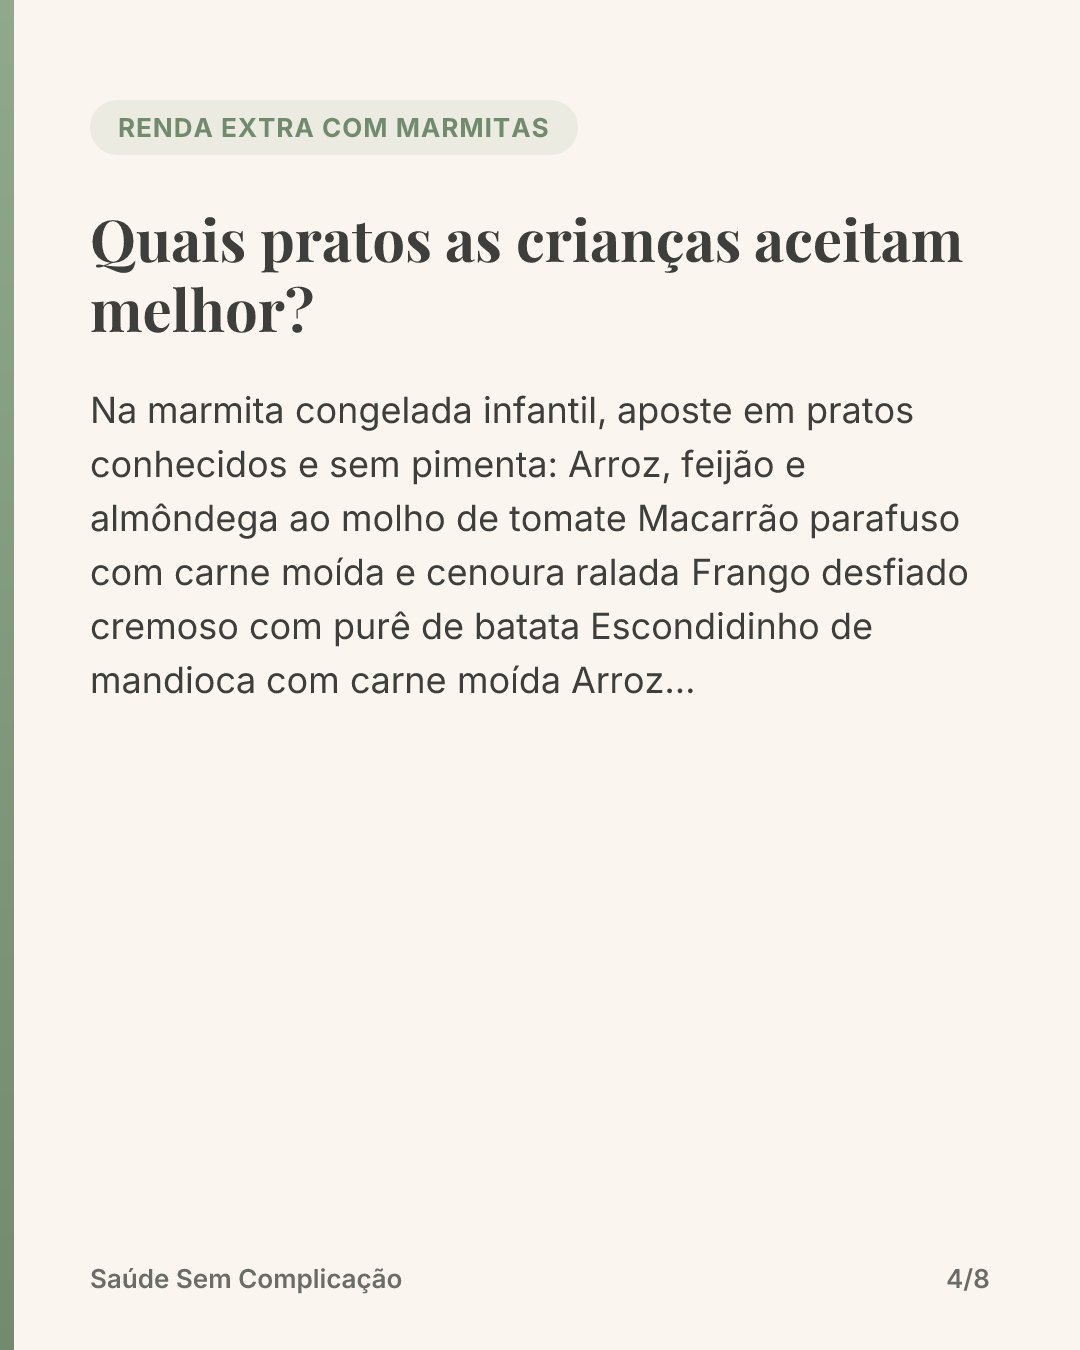 RENDA EXTRA COM MARMITAS
Quais pratos as crianças aceitam
melhor?
Na marmita congelada infantil, aposte em pratos
conhecidos e sem pimenta: Arroz, feijão e
almôndega ao molho de tomate Macarrão parafuso
com carne moída e cenoura ralada Frango desfiado
cremoso com purê de batata Escondidinho de
mandioca com carne moída Arroz...
Saúde Sem Complicação
4/8